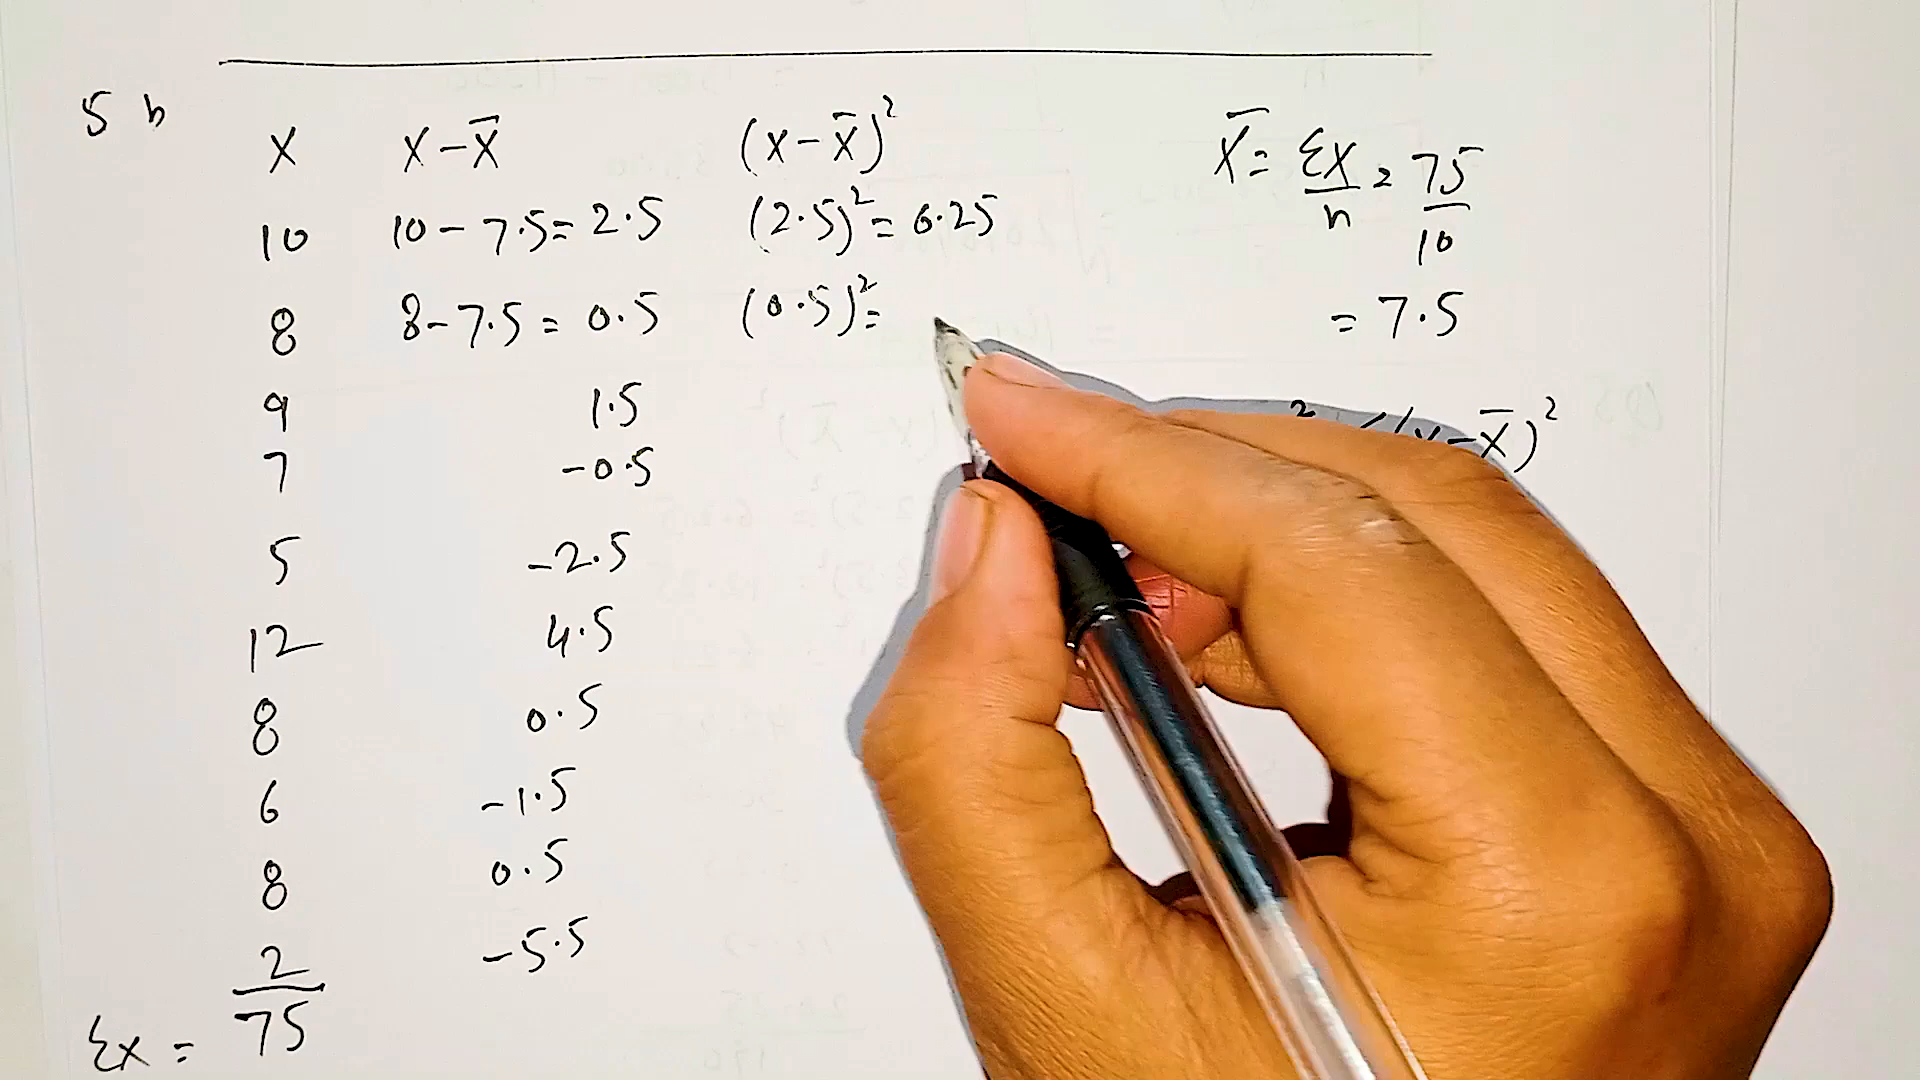 5 b
X X-X̄ (X-X̄)²
10 10-7.5=2.5 (2.5)²=6.25
8 8-7.5=0.5 (0.5)²=
9 1.5
7 -0.5
5 -2.5
12 4.5
8 0.5
6 -1.5
8 0.5
2 -5.5
Σx = 75
X̄ = Σx/n = 75/10
= 7.5
-X̄)²